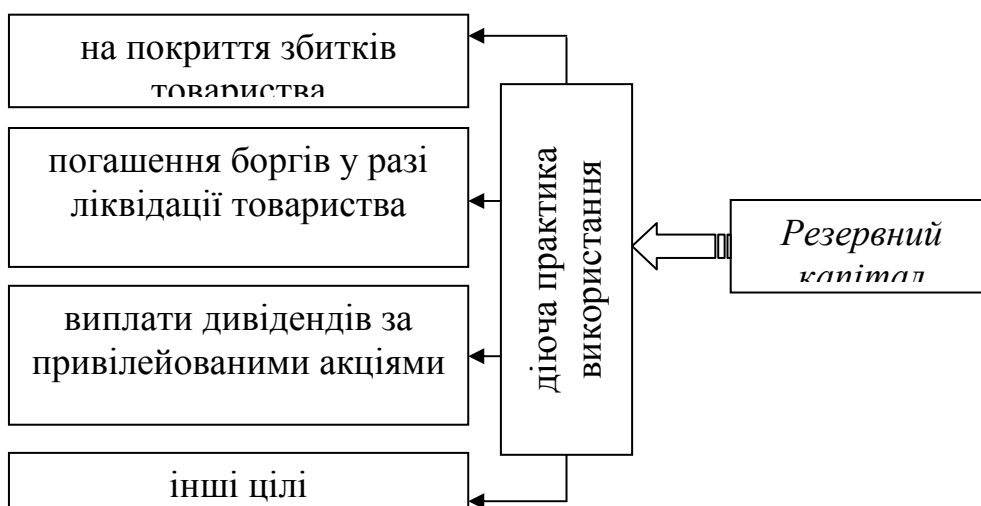 на покриття збитків
товариства
погашення боргів у разі
ліквідації товариства
виплати дивідендів за
привілейованими акціями
інші цілі
діюча практика
використання
Резервний
капітал